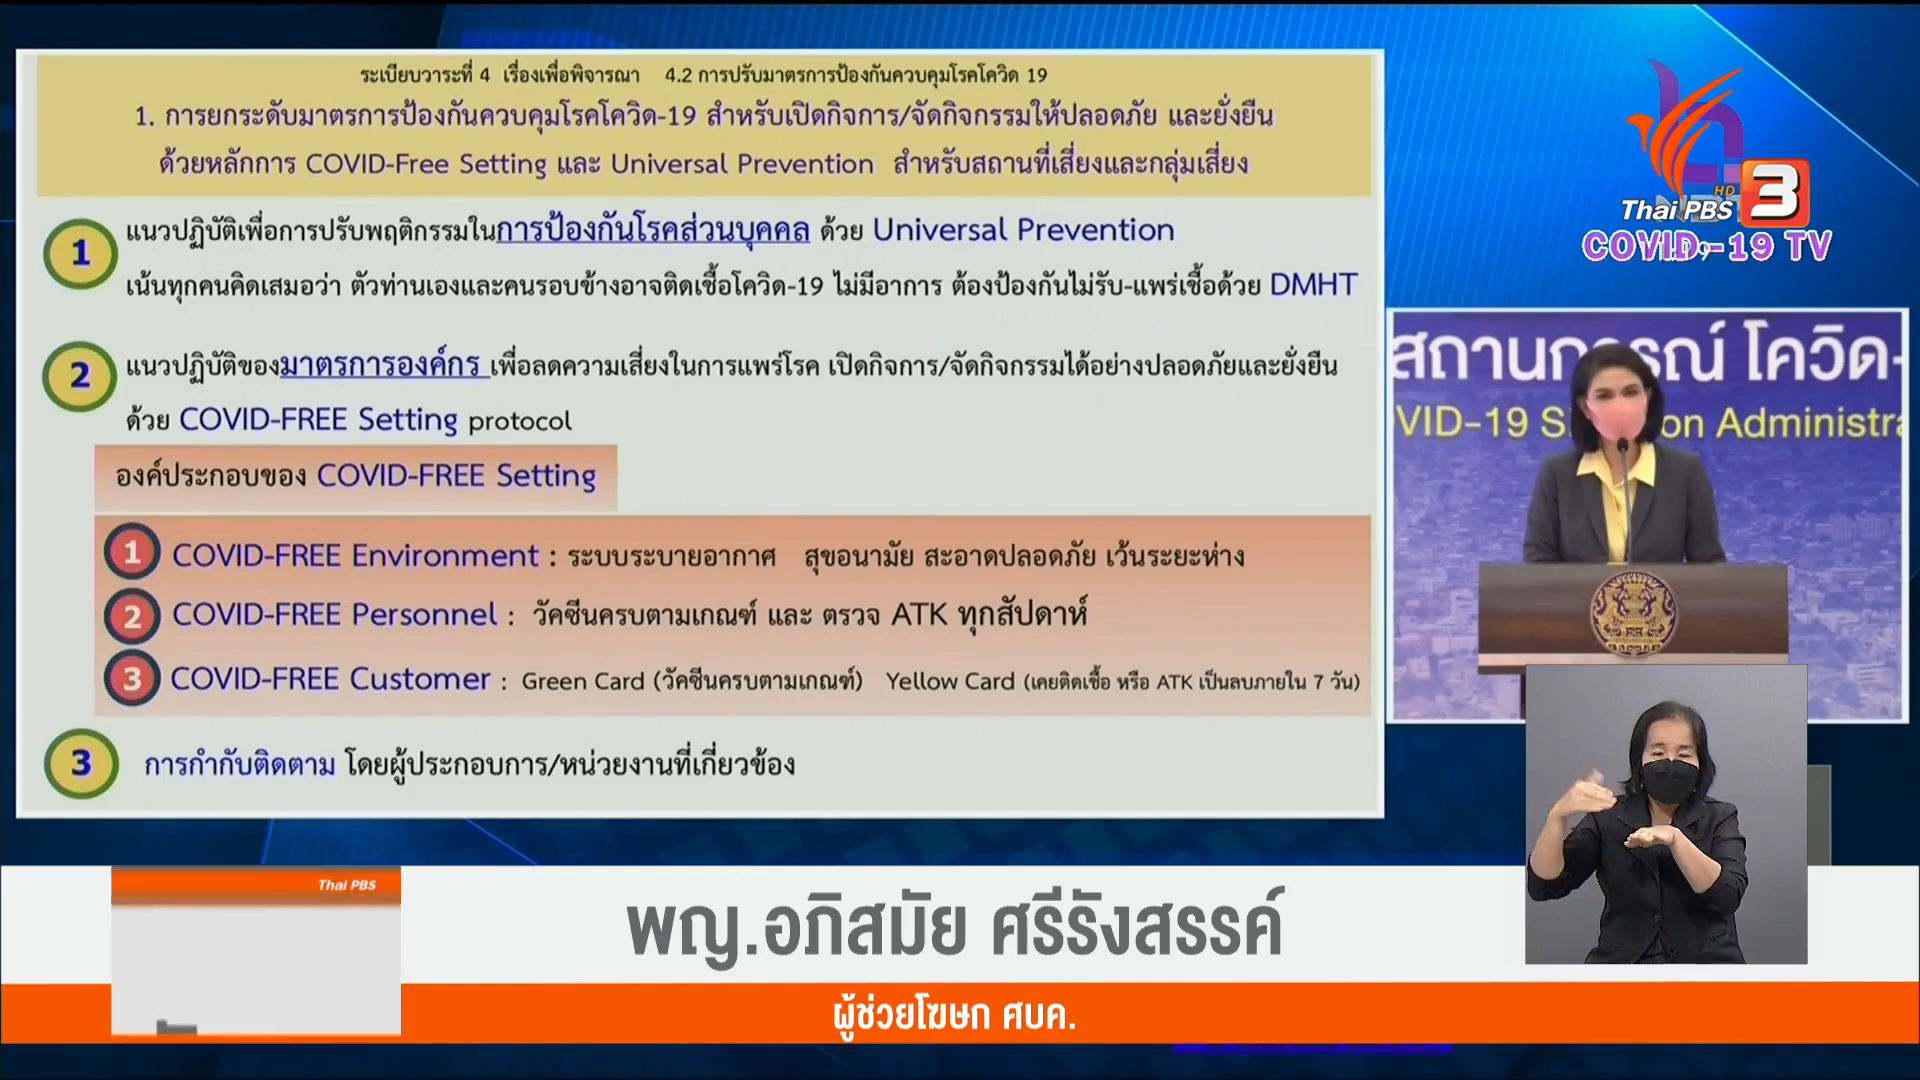 ระเบียบวาระที่ 4 เรื่องเพื่อพิจารณา 4.2 การปรับมาตรการป้องกันควบคุมโรคโควิด 19
1. การยกระดับมาตรการป้องกันควบคุมโรคโควิด-19 สำหรับเปิดกิจการ/จัดกิจกรรมให้ปลอดภัย และยั่งยืน
ด้วยหลักการ COVID-Free Setting และ Universal Prevention สำหรับสถานที่เสี่ยงและกลุ่มเสี่ยง
1 แนวปฏิบัติเพื่อการปรับพฤติกรรมในการป้องกันโรคส่วนบุคคล ด้วย Universal Prevention
เน้นทุกคนคิดเสมอว่า ตัวท่านเองและคนรอบข้างอาจติดเชื้อโควิด-19 ไม่มีอาการ ต้องป้องกันไม่รับ-แพร่เชื้อด้วย DMHT
2 แนวปฏิบัติของมาตรการองค์กร เพื่อลดความเสี่ยงในการแพร่โรค เปิดกิจการ/จัดกิจกรรมได้อย่างปลอดภัยและยั่งยืน
ด้วย COVID-FREE Setting protocol
องค์ประกอบของ COVID-FREE Setting
1 COVID-FREE Environment : ระบบระบายอากาศ สุขอนามัย สะอาดปลอดภัย เว้นระยะห่าง
2 COVID-FREE Personnel : วัคซีนครบตามเกณฑ์ และ ตรวจ ATK ทุกสัปดาห์
3 COVID-FREE Customer : Green Card (วัคซีนครบตามเกณฑ์) Yellow Card (เคยติดเชื้อ หรือ ATK เป็นลบภายใน 7 วัน)
3 การกำกับติดตาม โดยผู้ประกอบการ/หน่วยงานที่เกี่ยวข้อง
HD
Thai PBS 3
COVID-19 TV
สถานการณ์ โควิด-
VID-19 Si on Administra
Thai PBS
พญ.อภิสมัย ศรีรังสรรค์
ผู้ช่วยโฆษก ศบค.